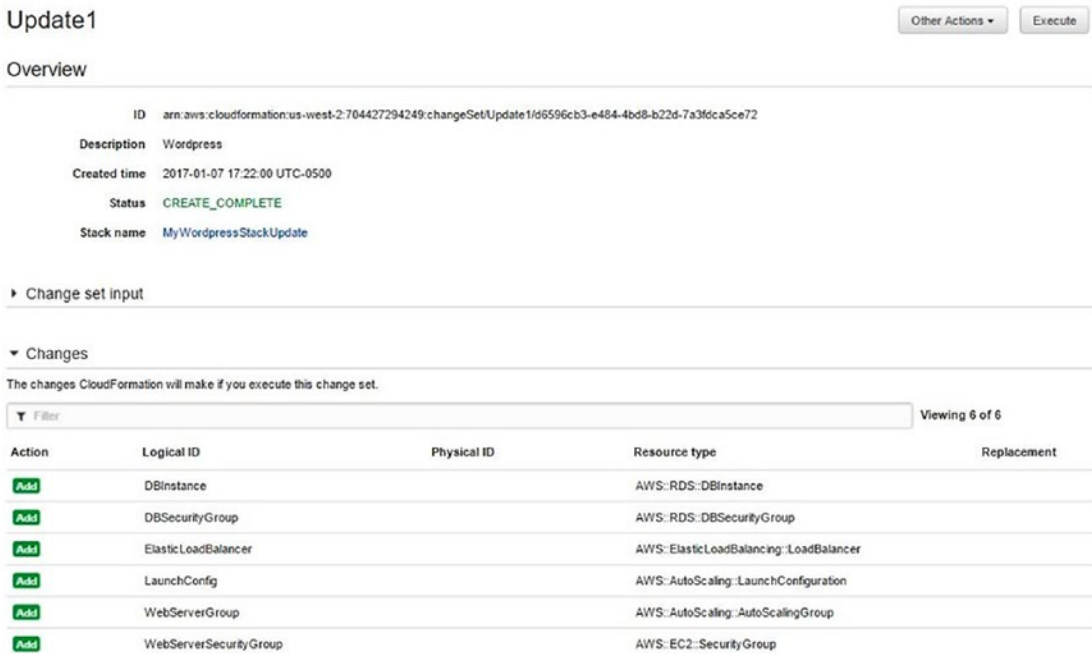 Update1
Other Actions ▾ Execute
Overview
ID arn:aws:cloudformation:us-west-2:704427294249:changeSet/Update1/d6596cb3-e484-4bd8-b22d-7a3fdca5ce72
Description Wordpress
Created time 2017-01-07 17:22:00 UTC-0500
Status CREATE_COMPLETE
Stack name MyWordpressStackUpdate
Change set input
Changes
The changes CloudFormation will make if you execute this change set.
Filter Viewing 6 of 6
Action Logical ID Physical ID Resource type Replacement
Add DBInstance AWS::RDS::DBInstance
Add DBSecurityGroup AWS::RDS::DBSecurityGroup
Add ElasticLoadBalancer AWS::ElasticLoadBalancing::LoadBalancer
Add LaunchConfig AWS::AutoScaling::LaunchConfiguration
Add WebServerGroup AWS::AutoScaling::AutoScalingGroup
Add WebServerSecurityGroup AWS::EC2::SecurityGroup